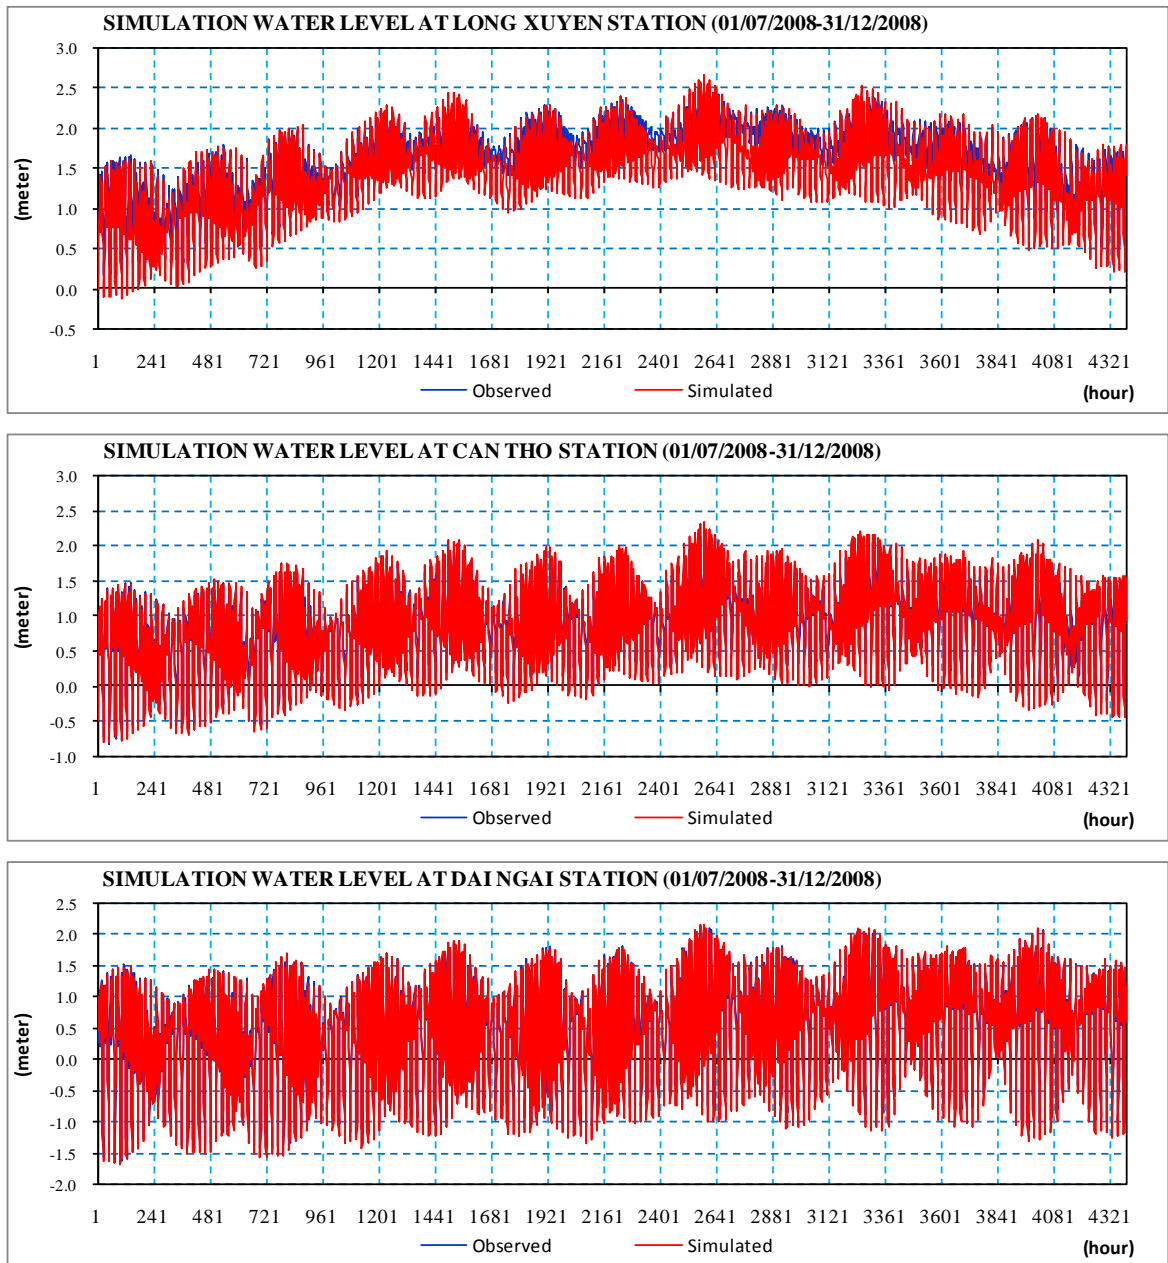 SIMULATION WATER LEVEL AT LONG XUYEN STATION (01/07/2008-31/12/2008)
3.0
2.5
2.0
1.5
1.0
0.5
0.0
-0.5
(meter)
1 241 481 721 961 1201 1441 1681 1921 2161 2401 2641 2881 3121 3361 3601 3841 4081 4321
Observed Simulated (hour)
SIMULATION WATER LEVEL AT CAN THO STATION (01/07/2008-31/12/2008)
3.0
2.5
2.0
1.5
1.0
0.5
0.0
-0.5
-1.0
(meter)
1 241 481 721 961 1201 1441 1681 1921 2161 2401 2641 2881 3121 3361 3601 3841 4081 4321
Observed Simulated (hour)
SIMULATION WATER LEVEL AT DAI NGAI STATION (01/07/2008-31/12/2008)
2.5
2.0
1.5
1.0
0.5
0.0
-0.5
-1.0
-1.5
-2.0
(meter)
1 241 481 721 961 1201 1441 1681 1921 2161 2401 2641 2881 3121 3361 3601 3841 4081 4321
Observed Simulated (hour)